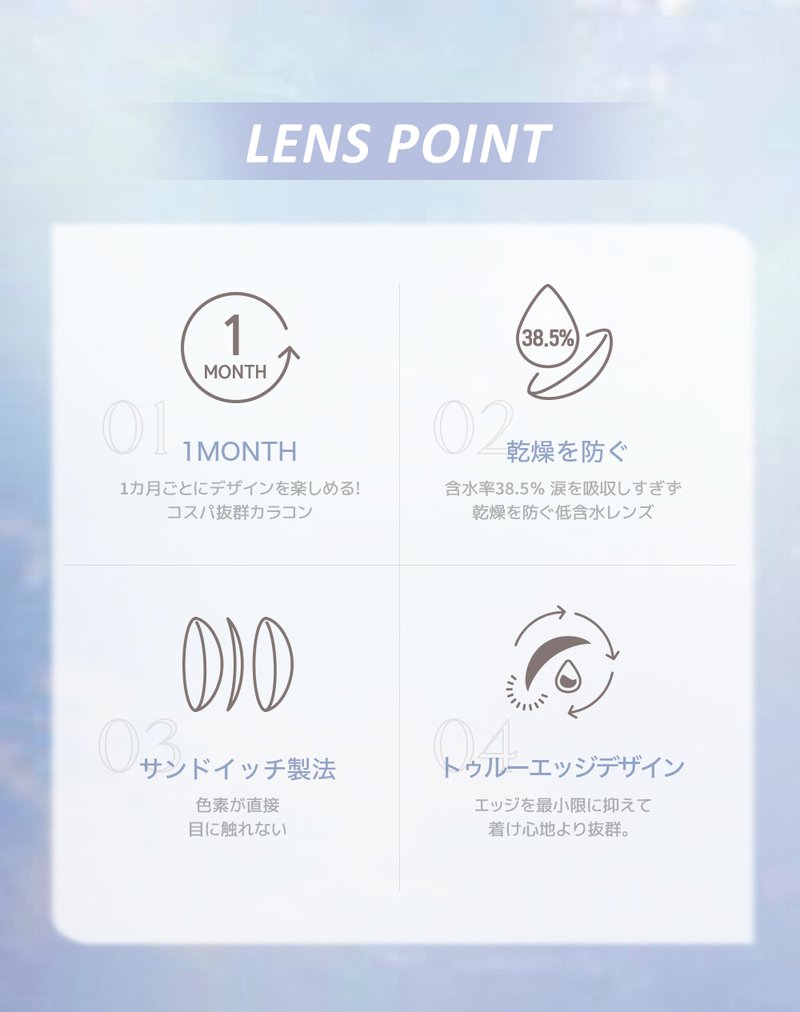 LENS POINT
1
MONTH
01
1MONTH
1カ月ごとにデザインを楽しめる!
コスパ抜群カラコン
38.5%
02
乾燥を防ぐ
含水率38.5% 涙を吸収しすぎず
乾燥を防ぐ低含水レンズ
03
サンドイッチ製法
色素が直接
目に触れない
04
トゥルーエッジデザイン
エッジを最小限に抑えて
着け心地より抜群。